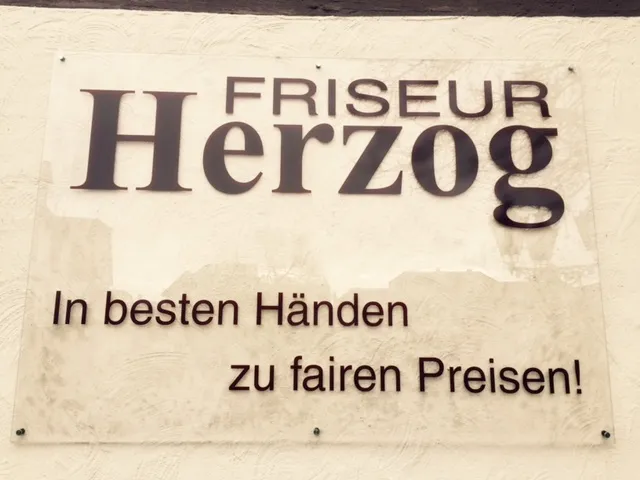 FRISEUR
Herzog
In besten Händen
zu fairen Preisen!